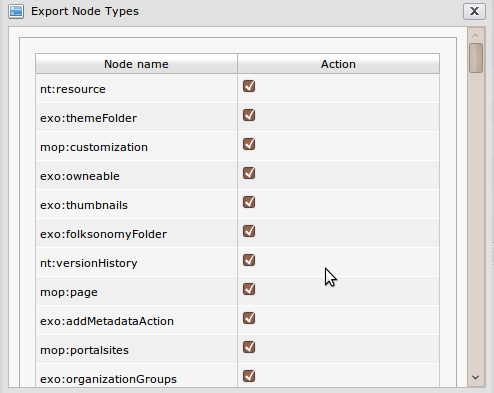 Export Node Types
Node name Action
nt:resource
exo:themeFolder
mop:customization
exo:owneable
exo:thumbnails
exo:folksonomyFolder
nt:versionHistory
mop:page
exo:addMetadataAction
mop:portalsites
exo:organizationGroups